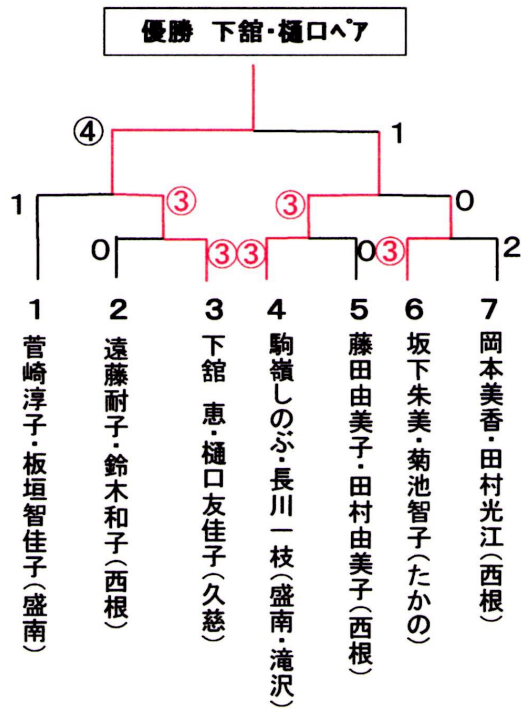 優勝 下舘・樋口ペア
④ 1
1 ③ ③ 0
0 ③ ③ 0 ③ 2
1 2 3 4 5 6 7
菅崎淳子・板垣智佳子(盛南)
遠藤耐子・鈴木和子(西根)
下舘 恵・樋口友佳子(久慈)
駒嶺しのぶ・長川一枝(盛南・滝沢)
藤田由美子・田村由美子(西根)
坂下朱美・菊池智子(たかの)
岡本美香・田村光江(西根)